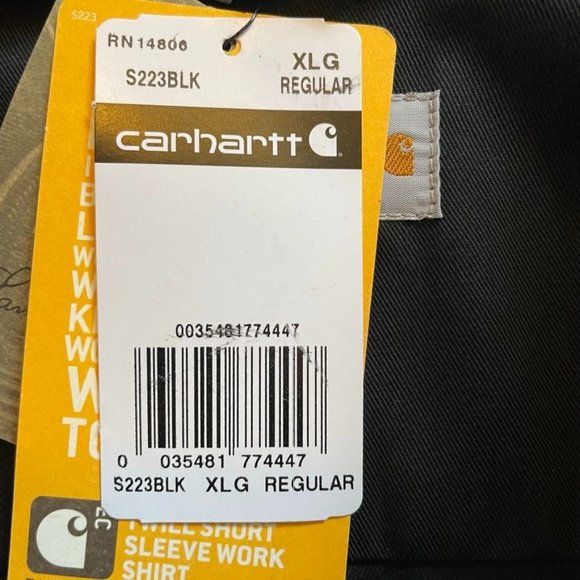 S223
RN14806
XLG
S223BLK
REGULAR
carhartt
0035481774447
0 035481 774447
S223BLK XLG REGULAR
TWILL SHORT
SLEEVE WORK
SHIRT